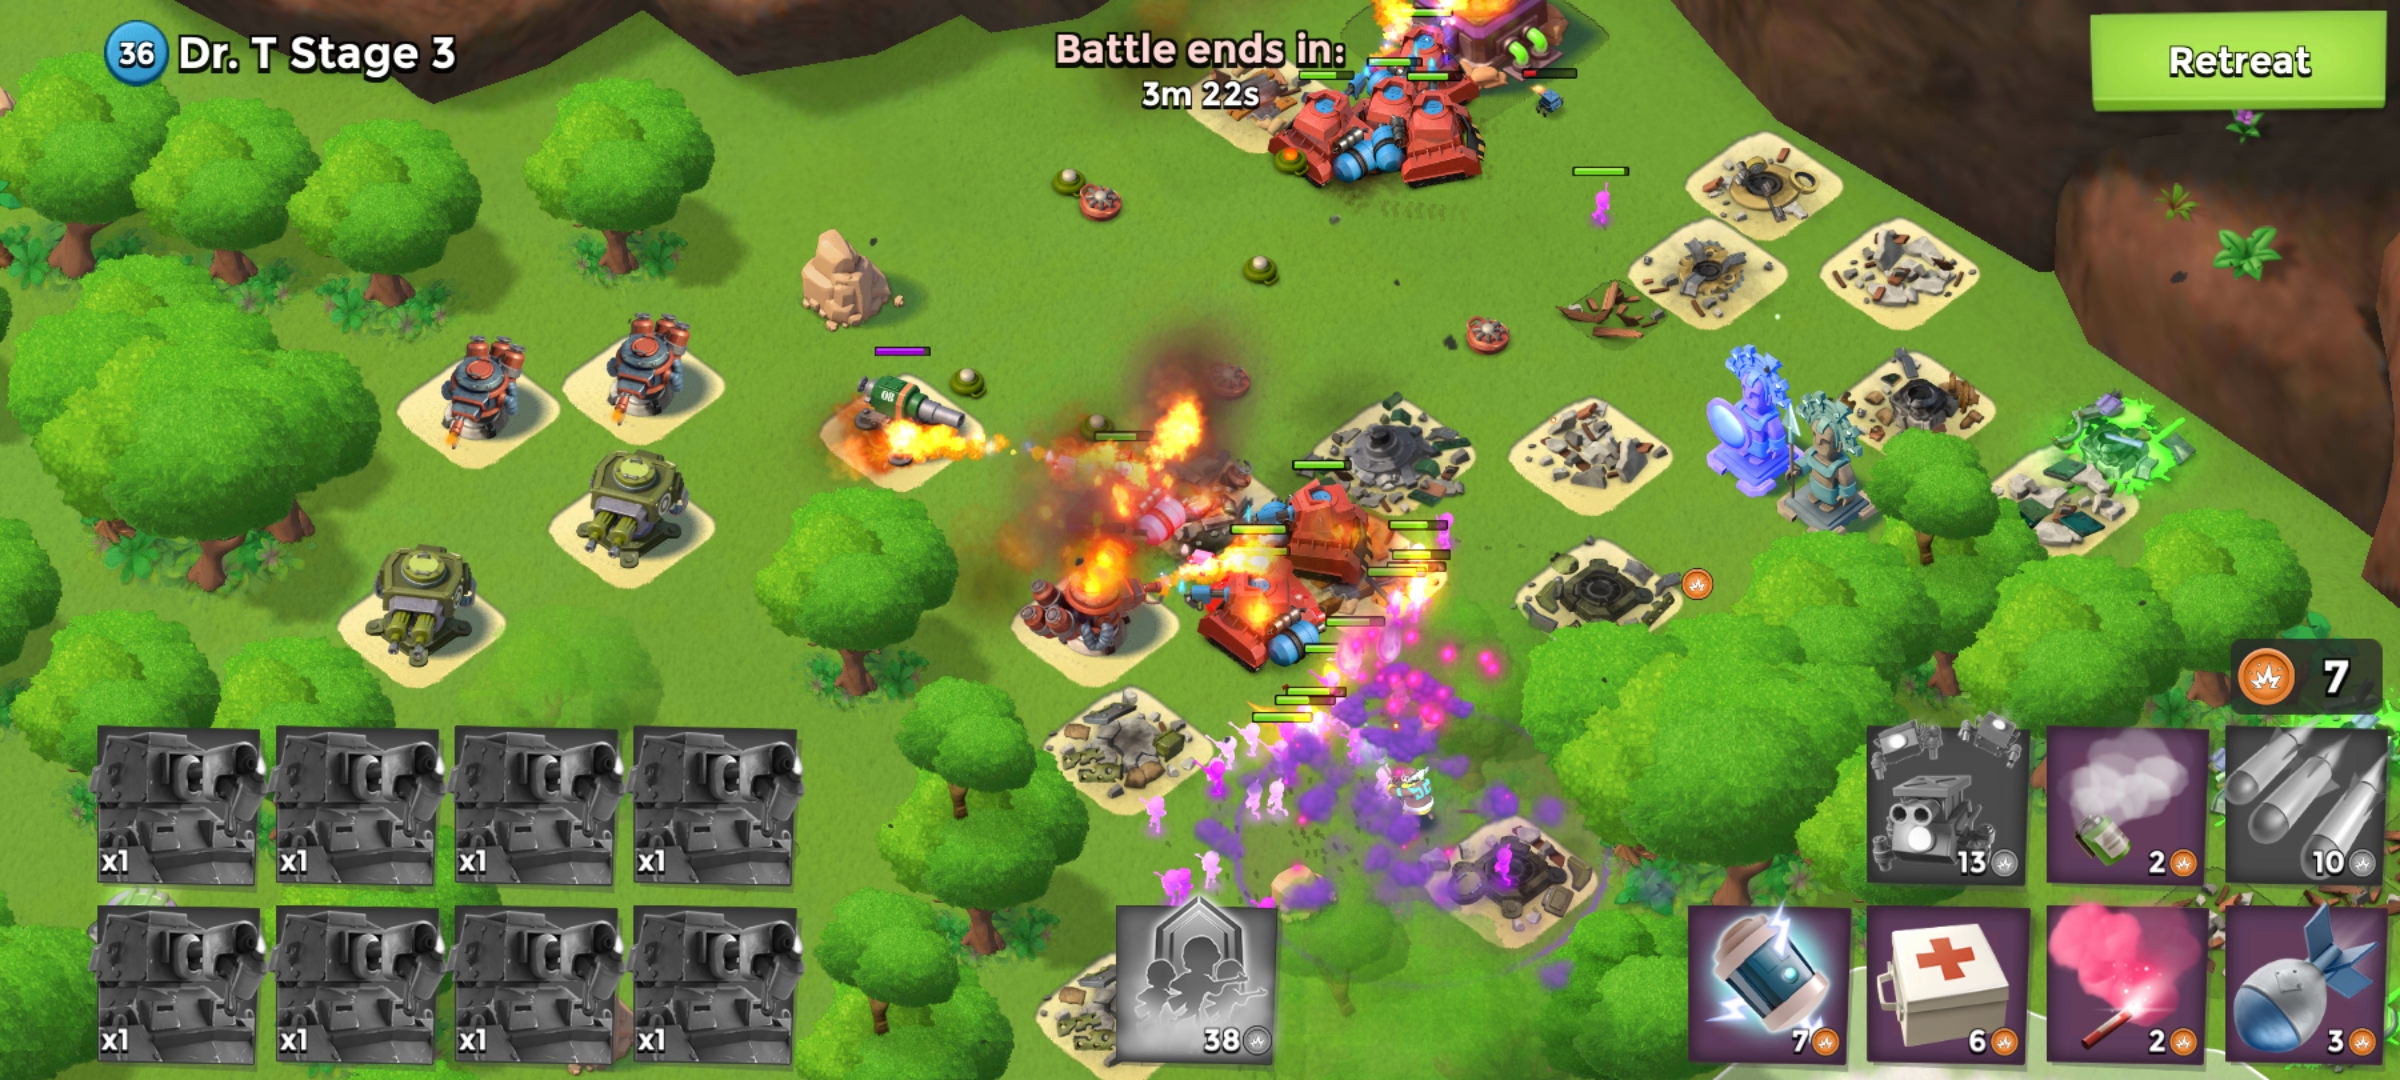 36 Dr. T Stage 3
Battle ends in:
3m 22s
Retreat
08
7
x1 x1 x1 x1
13 2 10
x1 x1 x1 x1
38
7 6 2 3